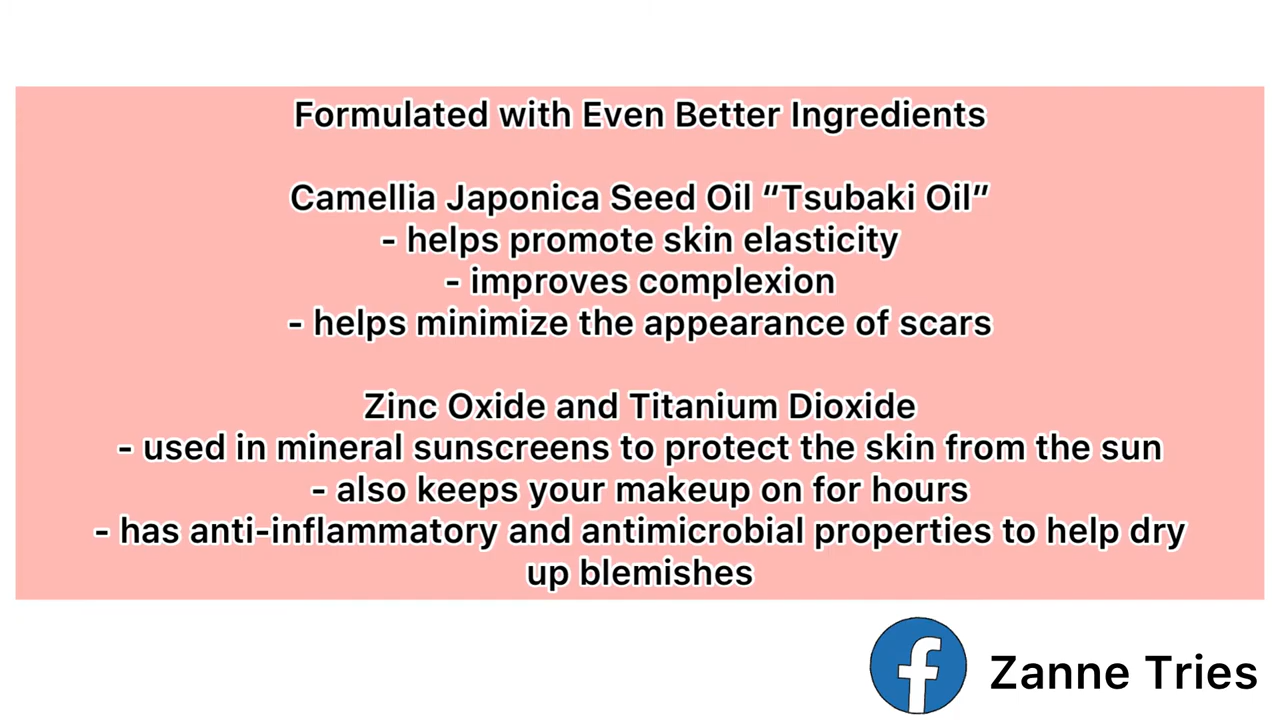 Formulated with Even Better Ingredients
Camellia Japonica Seed Oil “Tsubaki Oil”
- helps promote skin elasticity
- improves complexion
- helps minimize the appearance of scars
Zinc Oxide and Titanium Dioxide
- used in mineral sunscreens to protect the skin from the sun
- also keeps your makeup on for hours
- has anti-inflammatory and antimicrobial properties to help dry
up blemishes
f Zanne Tries